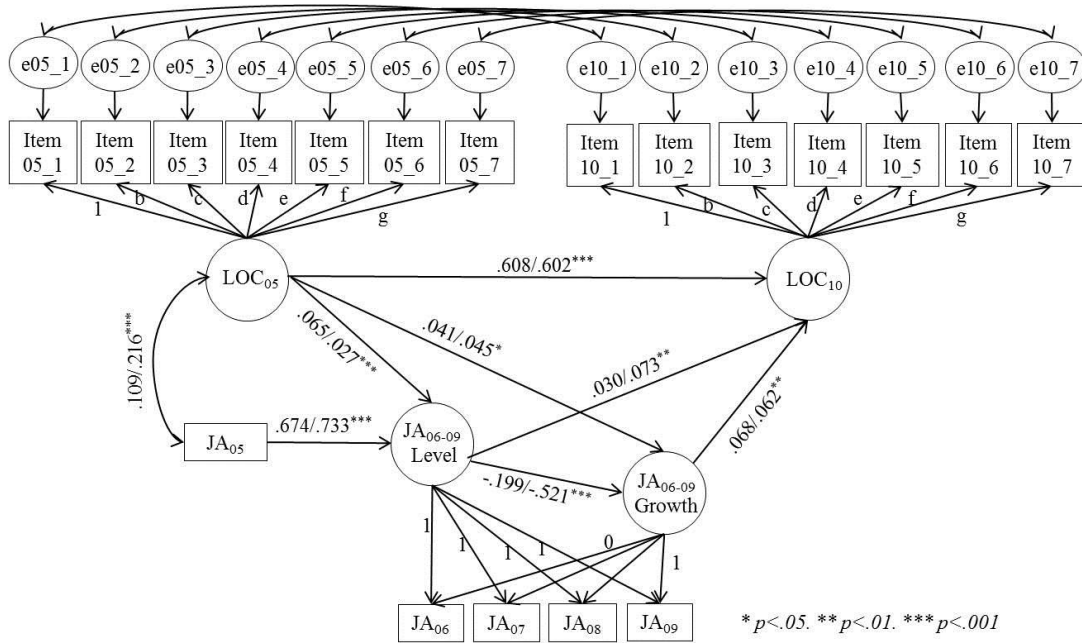 e05_1 e05_2 e05_3 e05_4 e05_5 e05_6 e05_7 e10_1 e10_2 e10_3 e10_4 e10_5 e10_6 e10_7
Item Item Item Item Item Item Item Item Item Item Item Item Item Item
05_1 05_2 05_3 05_4 05_5 05_6 05_7 10_1 10_2 10_3 10_4 10_5 10_6 10_7
1 b c d e f g 1 b c d e f g
LOC05 .608/.602*** LOC10
.109/.216***
.065/.027***
.041/.045*
.030/.073**
.068/.062**
JA05 .674/.733*** JA06-09
Level
-.199/-.521***
JA06-09
Growth
1 1 1 1 0 1
JA06 JA07 JA08 JA09
* p<.05. ** p<.01. *** p<.001